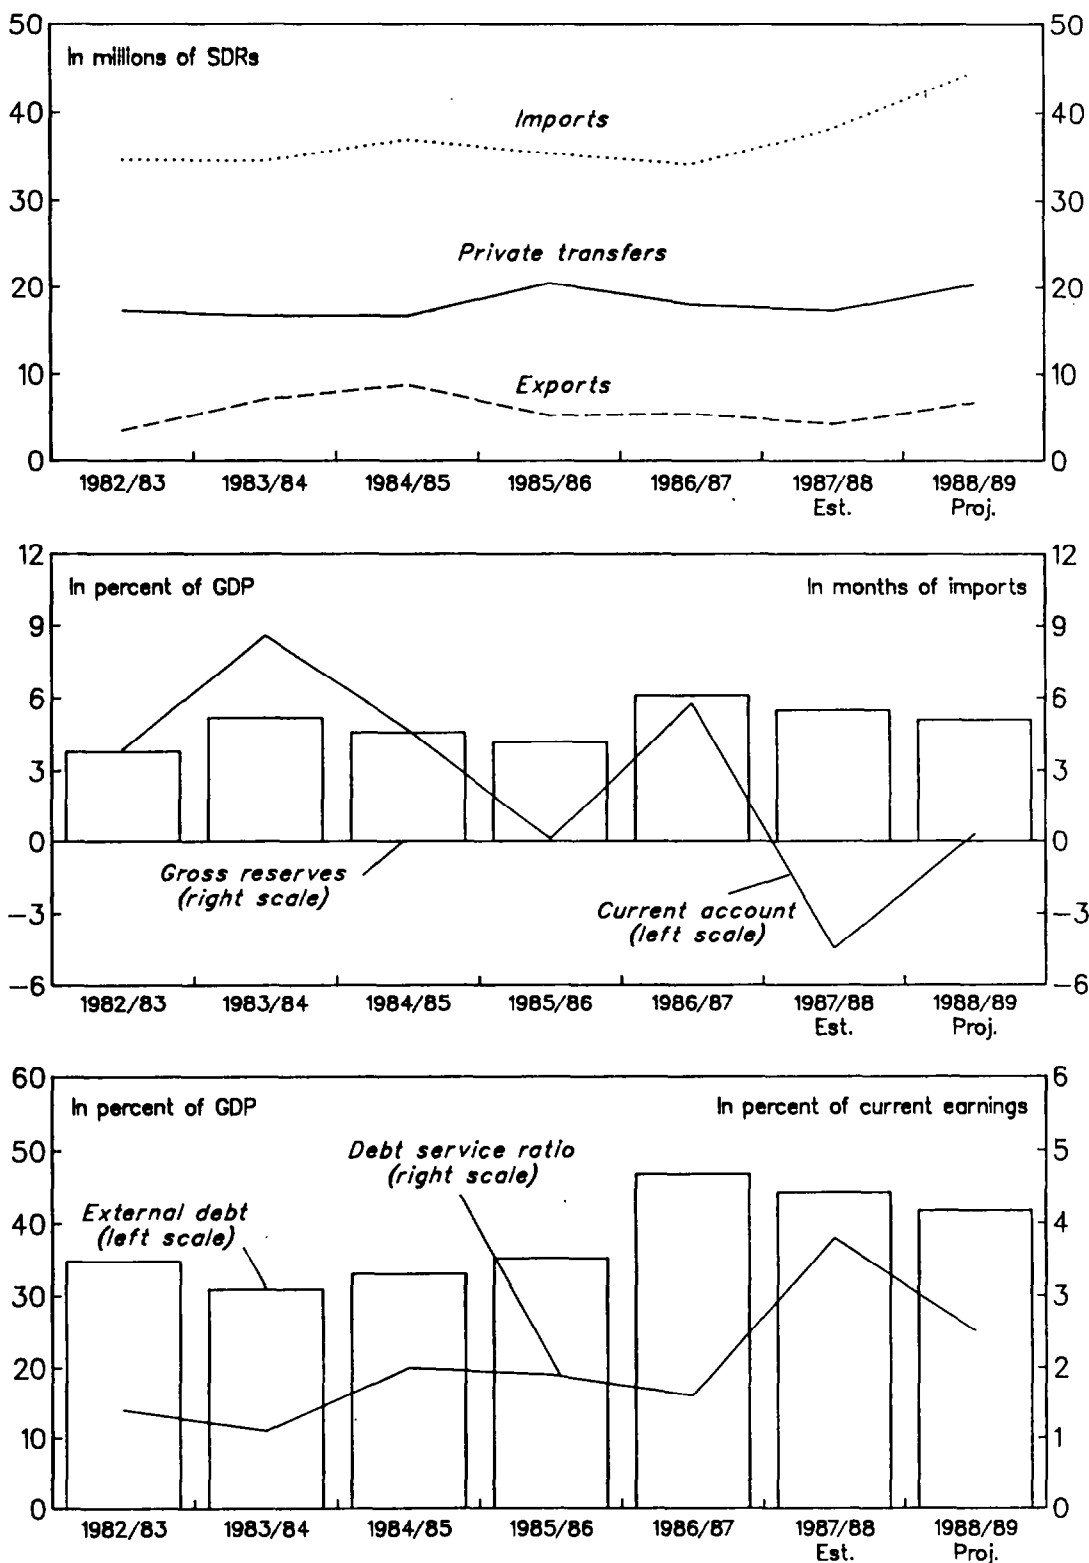 50 50
In millions of SDRs
40 Imports 40
30 30
Private transfers
20 20
10 Exports 10
0 0
1982/83 1983/84 1984/85 1985/86 1986/87 1987/88 1988/89
Est. Proj.
12 12
In percent of GDP In months of imports
9 9
6 6
3 3
0 0
Gross reserves
(right scale)
Current account
(left scale)
-3 -3
-6 -6
1982/83 1983/84 1984/85 1985/86 1986/87 1987/88 1988/89
Est. Proj.
60 6
In percent of GDP In percent of current earnings
50 5
Debt service ratio
(right scale)
External debt
(left scale)
40 4
30 3
20 2
10 1
0 0
1982/83 1983/84 1984/85 1985/86 1986/87 1987/88 1988/89
Est. Proj.